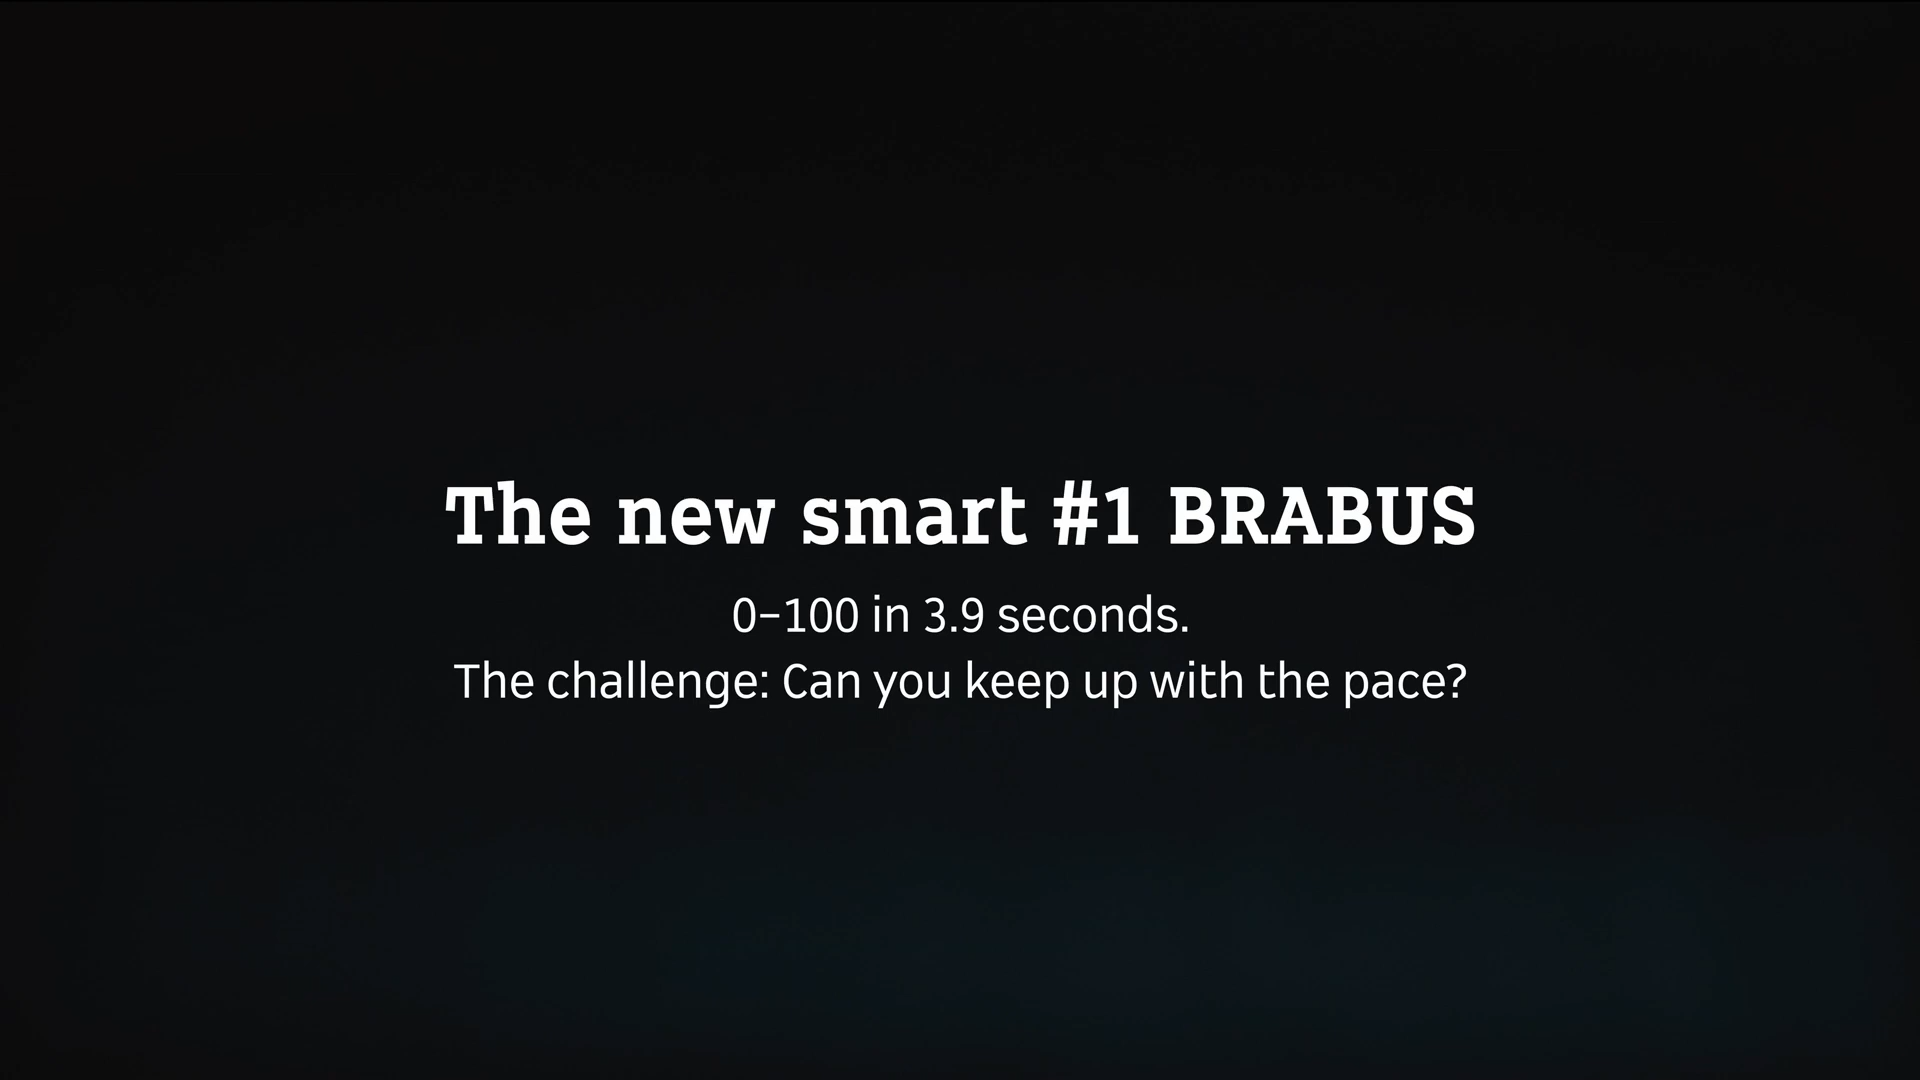 The new smart #1 BRABUS
0–100 in 3.9 seconds.
The challenge: Can you keep up with the pace?